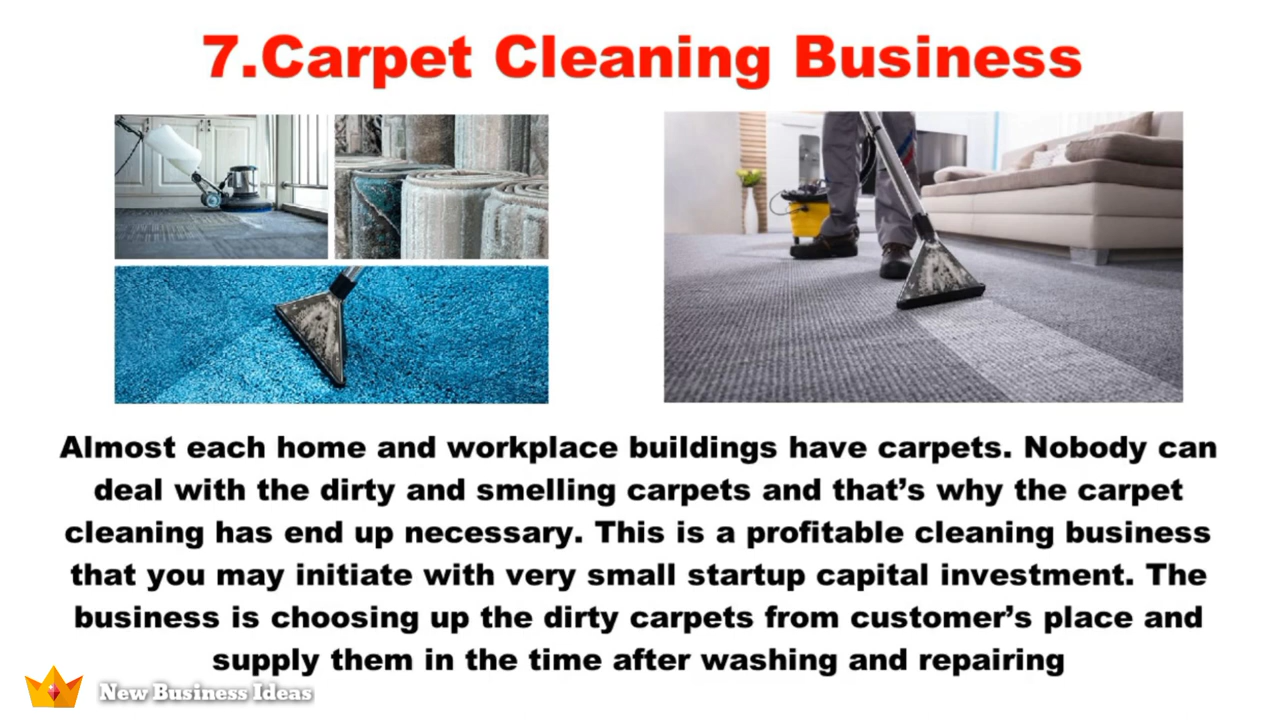 7.Carpet Cleaning Business
Almost each home and workplace buildings have carpets. Nobody can
deal with the dirty and smelling carpets and that’s why the carpet
cleaning has end up necessary. This is a profitable cleaning business
that you may initiate with very small startup capital investment. The
business is choosing up the dirty carpets from customer’s place and
supply them in the time after washing and repairing
New Business Ideas